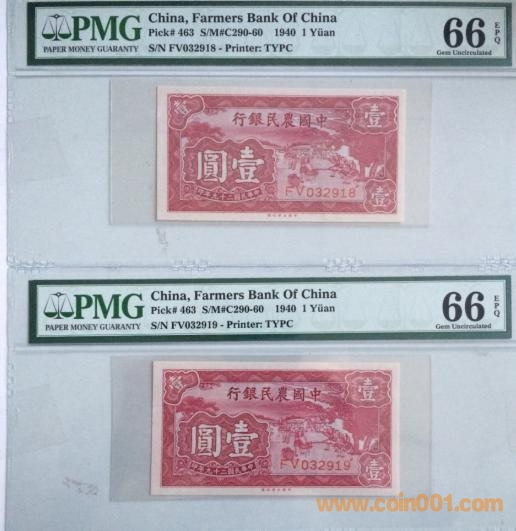 PMG
PAPER MONEY GUARANTY
China, Farmers Bank Of China
Pick# 463 S/M#C290-60 1940 1 Yüan
S/N FV032918 - Printer: TYPC
66 EPQ
Gem Uncirculated
行銀民農國中
壹
圓壹
FV032918
壹
PMG
PAPER MONEY GUARANTY
China, Farmers Bank Of China
Pick# 463 S/M#C290-60 1940 1 Yüan
S/N FV032919 - Printer: TYPC
66 EPQ
Gem Uncirculated
行銀民農國中
壹
圓壹
FV032919
壹
www.coin001.com